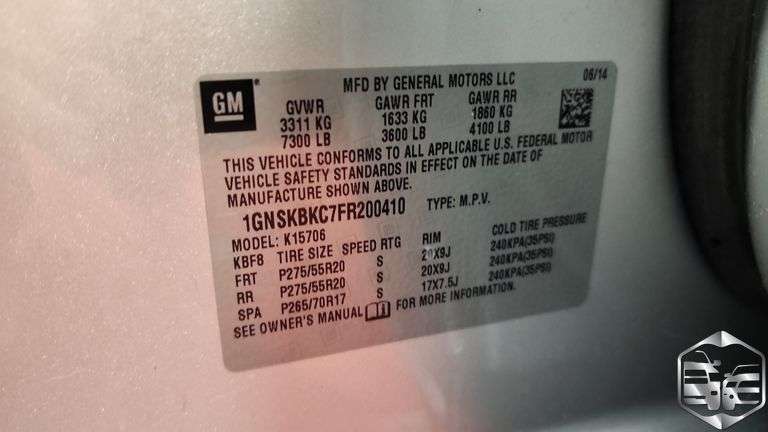 GM
MFD BY GENERAL MOTORS LLC 06/14
GVWR GAWR FRT GAWR RR
3311 KG 1633 KG 1860 KG
7300 LB 3600 LB 4100 LB
THIS VEHICLE CONFORMS TO ALL APPLICABLE U.S. FEDERAL MOTOR
VEHICLE SAFETY STANDARDS IN EFFECT ON THE DATE OF
MANUFACTURE SHOWN ABOVE.
1GNSKBKC7FR200410 TYPE: M.P.V.
MODEL: K15706
KBF8 TIRE SIZE SPEED RTG RIM COLD TIRE PRESSURE
FRT P275/55R20 S 20X9J 240KPA(35PSI)
RR P275/55R20 S 20X9J 240KPA(35PSI)
SPA P265/70R17 S 17X7.5J 240KPA(35PSI)
SEE OWNER'S MANUAL FOR MORE INFORMATION.